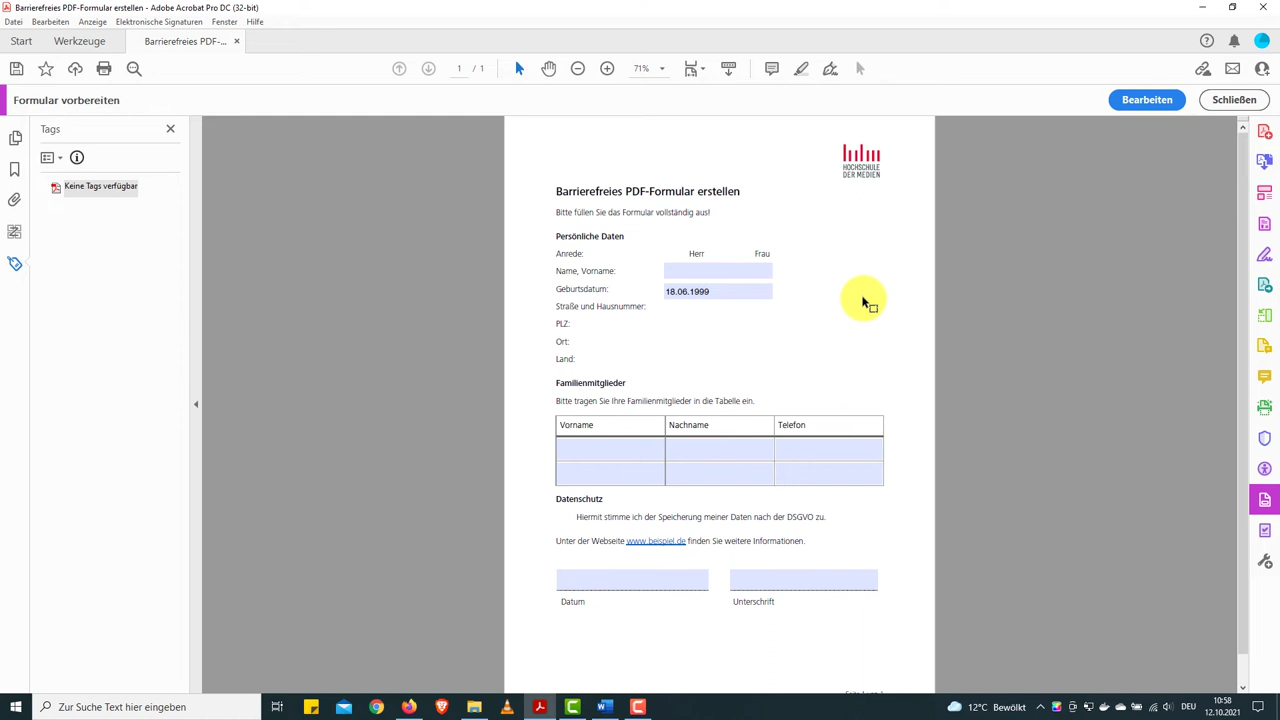 Barrierefreies PDF-Formular erstellen - Adobe Acrobat Pro DC (32-bit)
Datei Bearbeiten Anzeige Elektronische Signaturen Fenster Hilfe
Start Werkzeuge Barrierefreies PDF-... ×
1 / 1 71%
Formular vorbereiten Bearbeiten Schließen
Tags
Keine Tags verfügbar
HOCHSCHULE
DER MEDIEN
Barrierefreies PDF-Formular erstellen
Bitte füllen Sie das Formular vollständig aus!
Persönliche Daten
Anrede: Herr Frau
Name, Vorname:
Geburtsdatum: 18.06.1999
Straße und Hausnummer:
PLZ:
Ort:
Land:
Familienmitglieder
Bitte tragen Sie Ihre Familienmitglieder in die Tabelle ein.
Vorname Nachname Telefon
Datenschutz
Hiermit stimme ich der Speicherung meiner Daten nach der DSGVO zu.
Unter der Webseite www.beispiel.de finden Sie weitere Informationen.
Datum Unterschrift
Zur Suche Text hier eingeben
12°C Bewölkt DEU 10:58
12.10.2021